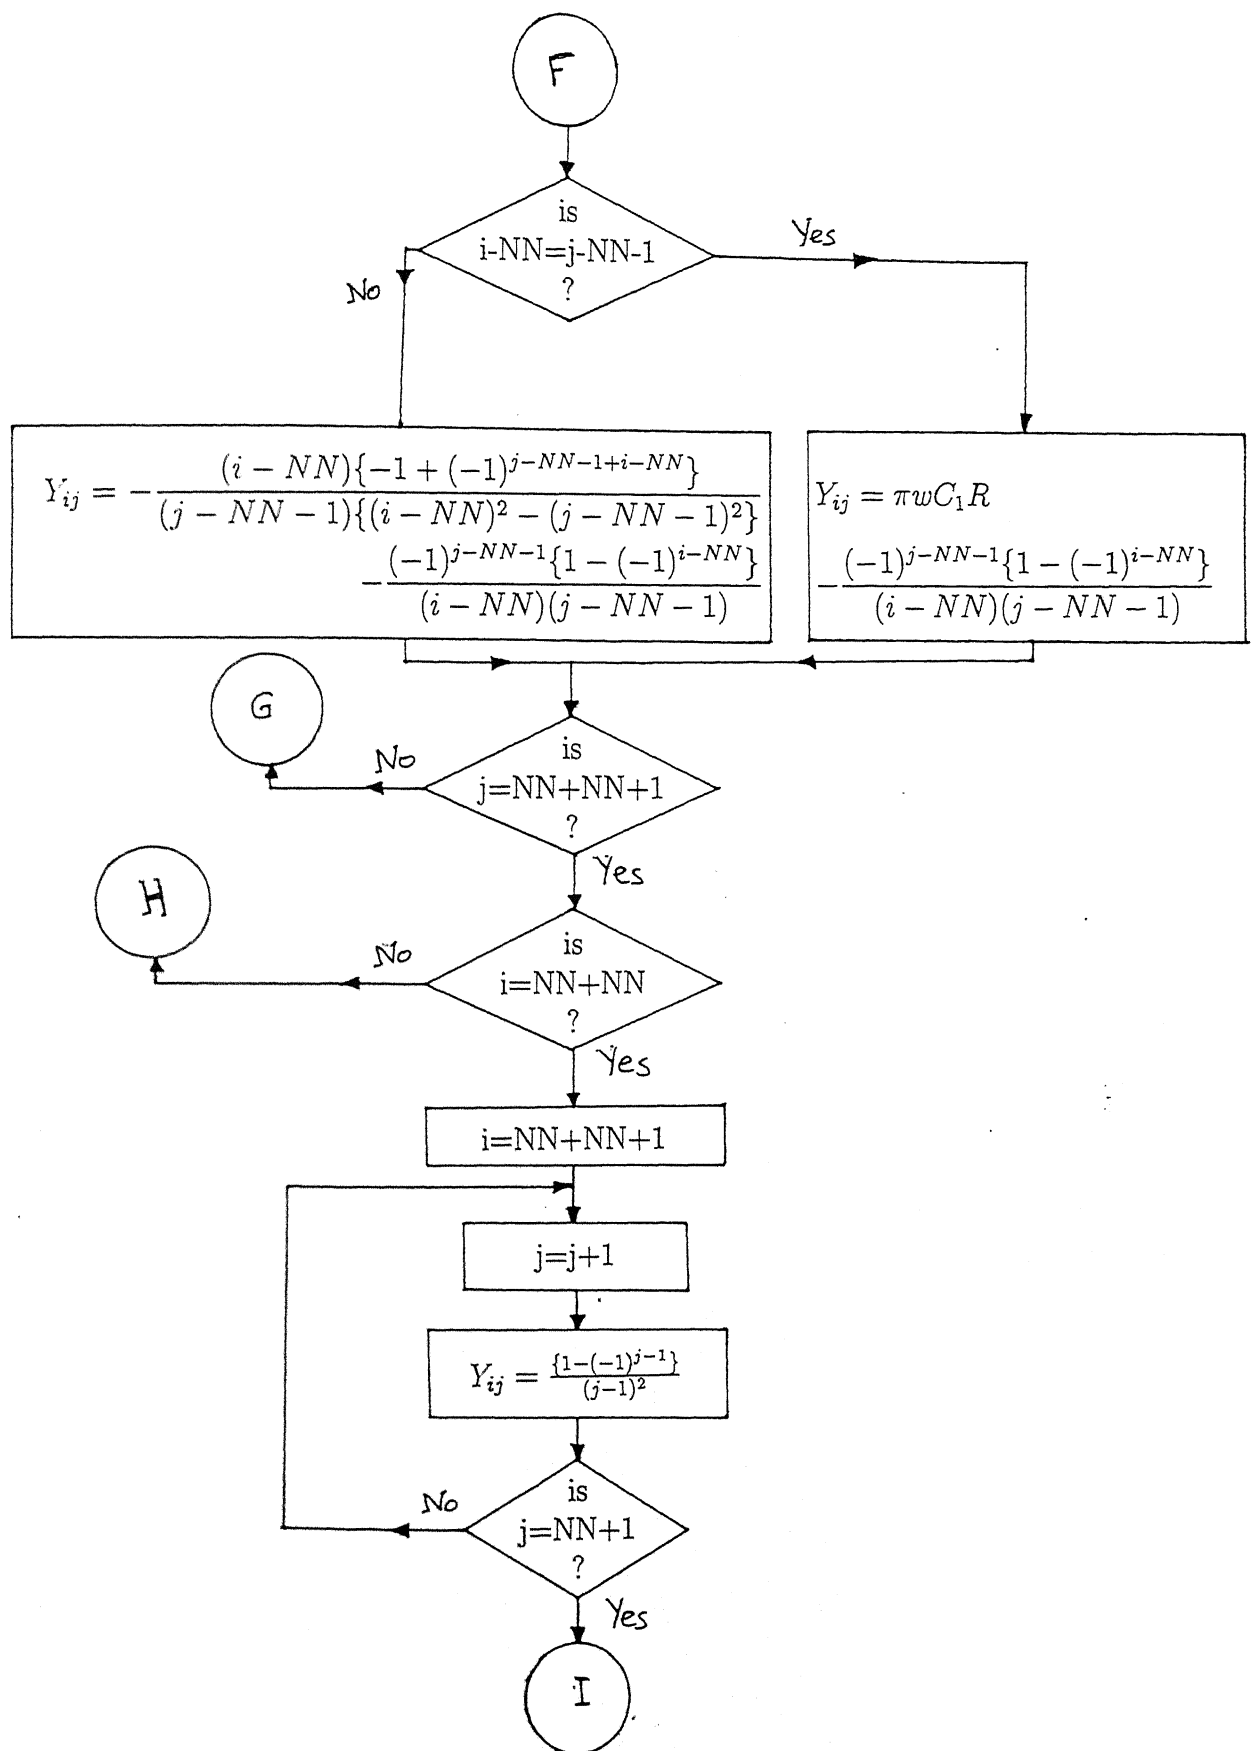 F
is
i-NN=j-NN-1
?
Yes
No
Y_{ij} = -\frac{(i-NN)\{-1+(-1)^{j-NN-1+i-NN}\}}{(j-NN-1)\{(i-NN)^2-(j-NN-1)^2\}}
-\frac{(-1)^{j-NN-1}\{1-(-1)^{i-NN}\}}{(i-NN)(j-NN-1)}
Y_{ij} = \pi w C_1 R
-\frac{(-1)^{j-NN-1}\{1-(-1)^{i-NN}\}}{(i-NN)(j-NN-1)}
G
No
is
j=NN+NN+1
?
Yes
H
No
is
i=NN+NN
?
Yes
i=NN+NN+1
j=j+1
Y_{ij} = \frac{\{1-(-1)^{j-1}\}}{(j-1)^2}
No
is
j=NN+1
?
Yes
I